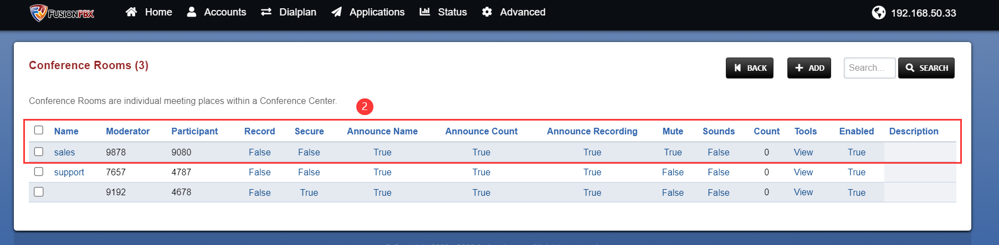 FUSIONPBX Home Accounts Dialplan Applications Status Advanced 192.168.50.33
Conference Rooms (3) BACK ADD Search... SEARCH
Conference Rooms are individual meeting places within a Conference Center.
2
Name Moderator Participant Record Secure Announce Name Announce Count Announce Recording Mute Sounds Count Tools Enabled Description
sales 9878 9080 False False True True True True False 0 View True
support 7657 4787 False False True True True False False 0 View True
9192 4678 False True True True True False False 0 View True